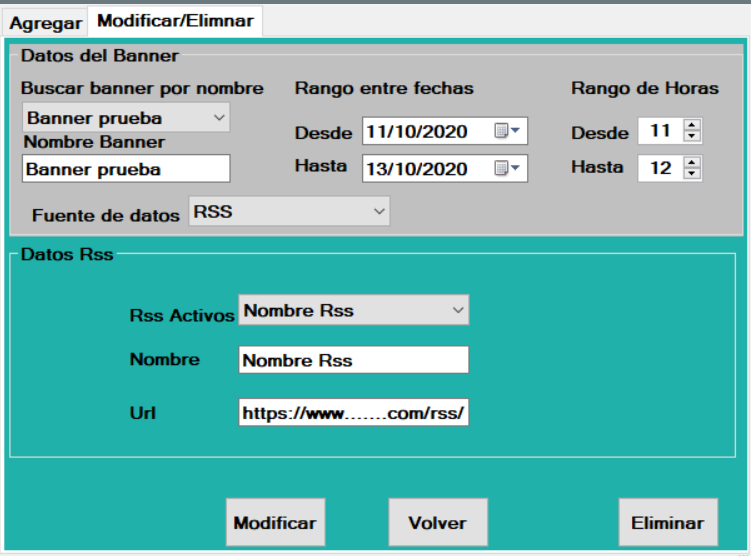 Agregar Modificar/Elimnar
Datos del Banner
Buscar banner por nombre Rango entre fechas Rango de Horas
Banner prueba
Nombre Banner
Desde 11/10/2020 Desde 11
Banner prueba Hasta 13/10/2020 Hasta 12
Fuente de datos RSS
Datos Rss
Rss Activos Nombre Rss
Nombre Nombre Rss
Url https://www.......com/rss/
Modificar Volver Eliminar